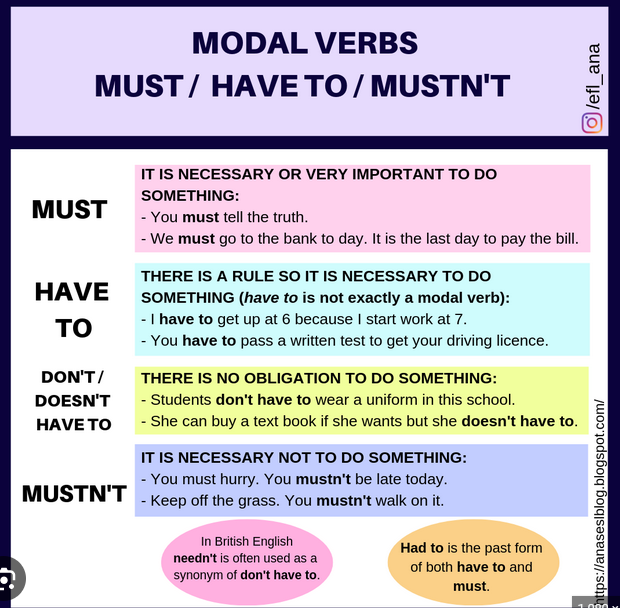 MODAL VERBS
MUST / HAVE TO / MUSTN'T
/efl_ana
MUST
IT IS NECESSARY OR VERY IMPORTANT TO DO
SOMETHING:
- You must tell the truth.
- We must go to the bank to day. It is the last day to pay the bill.
HAVE
TO
THERE IS A RULE SO IT IS NECESSARY TO DO
SOMETHING (have to is not exactly a modal verb):
- I have to get up at 6 because I start work at 7.
- You have to pass a written test to get your driving licence.
DON'T /
DOESN'T
HAVE TO
THERE IS NO OBLIGATION TO DO SOMETHING:
- Students don't have to wear a uniform in this school.
- She can buy a text book if she wants but she doesn't have to.
MUSTN'T
IT IS NECESSARY NOT TO DO SOMETHING:
- You must hurry. You mustn't be late today.
- Keep off the grass. You mustn't walk on it.
In British English
needn't is often used as a
synonym of don't have to.
Had to is the past form
of both have to and
must.
https://anaseslblog.blogspot.com/